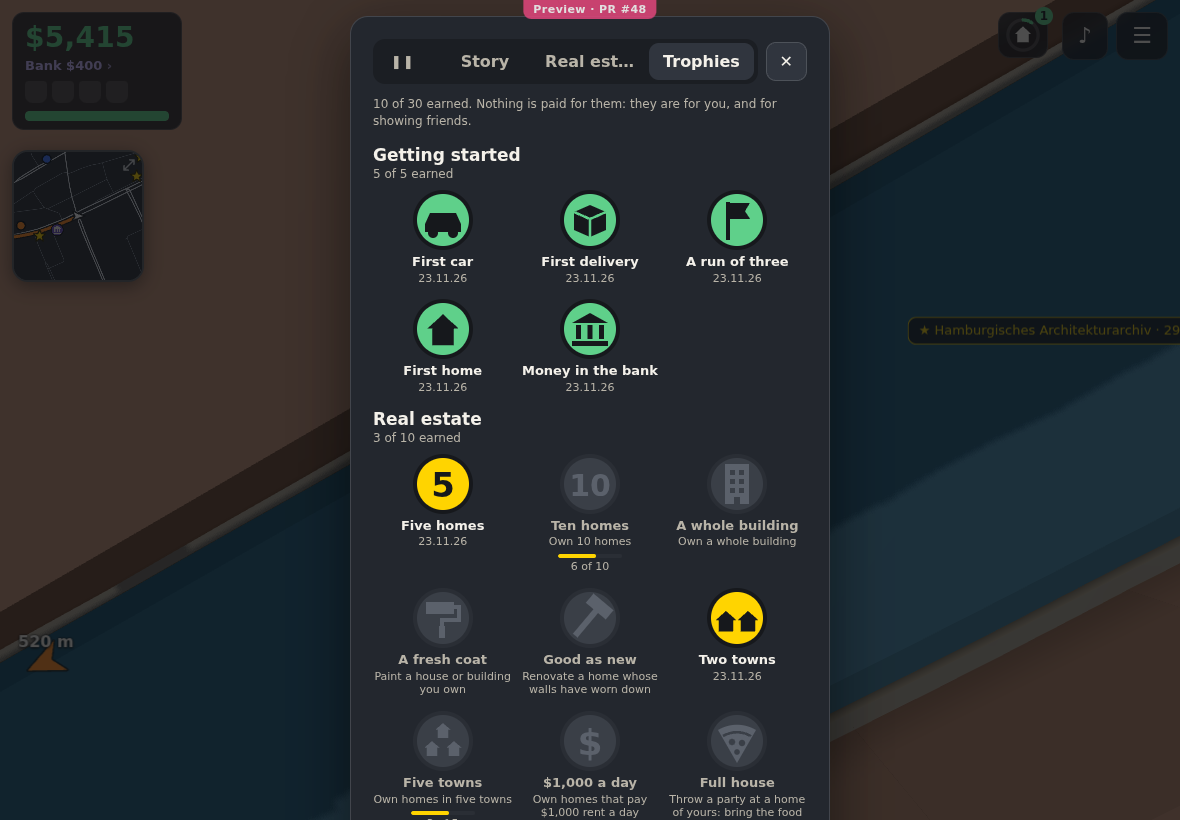 Preview · PR #48
$5,415
Bank $400 ›
1
Story
Real est...
Trophies
10 of 30 earned. Nothing is paid for them: they are for you, and for
showing friends.
Getting started
5 of 5 earned
First car
23.11.26
First delivery
23.11.26
A run of three
23.11.26
First home
23.11.26
Money in the bank
23.11.26
★ Hamburgisches Architekturarchiv · 29
Real estate
3 of 10 earned
5
Five homes
23.11.26
10
Ten homes
Own 10 homes
6 of 10
A whole building
Own a whole building
A fresh coat
Paint a house or building
you own
Good as new
Renovate a home whose
walls have worn down
Two towns
23.11.26
520 m
Five towns
Own homes in five towns
$
$1,000 a day
Own homes that pay
$1,000 rent a day
Full house
Throw a party at a home
of yours: bring the food